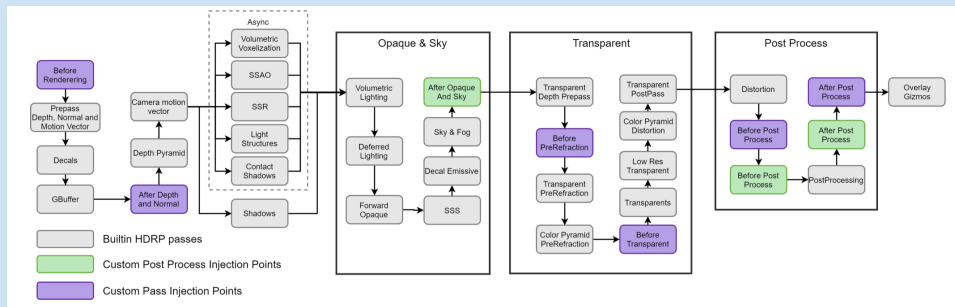 Async
Opaque & Sky
Transparent
Post Process
Before
Renderering
Prepass
Depth, Normal and
Motion Vector
Decals
GBuffer
After Depth
and Normal
Depth Pyramid
Camera motion
vector
Volumetric
Voxelization
SSAO
SSR
Light
Structures
Contact
Shadows
Shadows
Volumetric
Lighting
Deferred
Lighting
Forward
Opaque
SSS
Decal Emissive
Sky & Fog
After Opaque
And Sky
Transparent
Depth Prepass
Before
PreRefraction
Transparent
PreRefraction
Color Pyramid
PreRefraction
Before
Transparent
Transparents
Low Res
Transparent
Color Pyramid
Distortion
Transparent
PostPass
Distortion
Before Post
Process
Before Post
Process
PostProcessing
After Post
Process
After Post
Process
Overlay
Gizmos
Builtin HDRP passes
Custom Post Process Injection Points
Custom Pass Injection Points